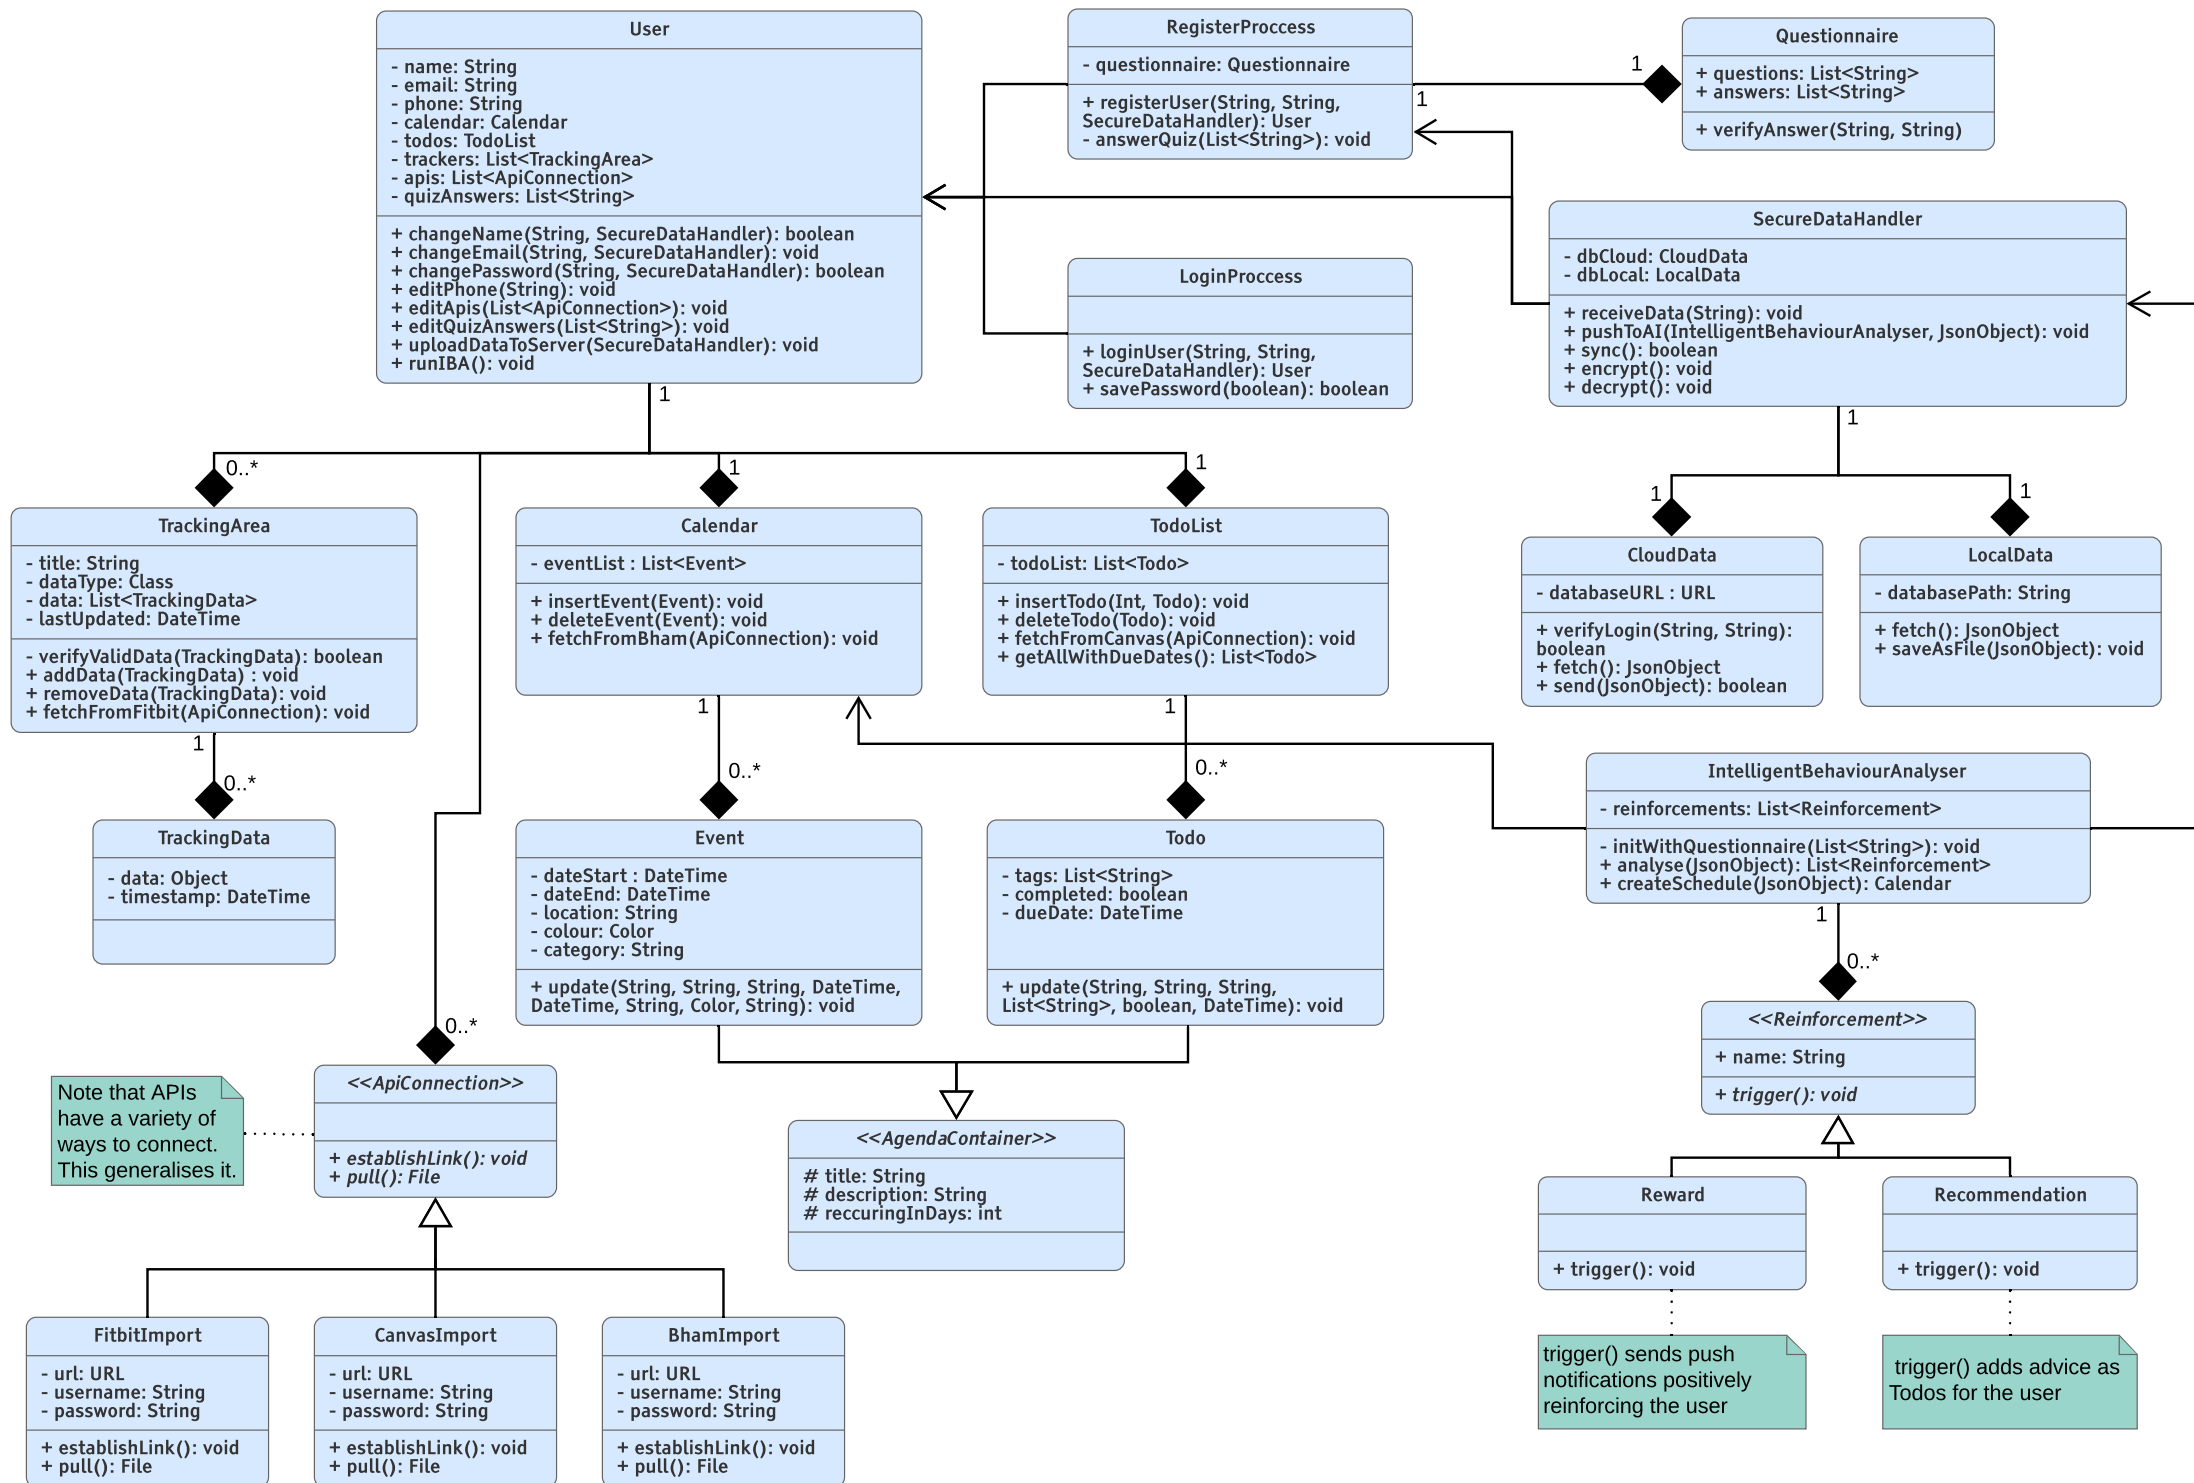 User
- name: String
- email: String
- phone: String
- calendar: Calendar
- todos: TodoList
- trackers: List<TrackingArea>
- apis: List<ApiConnection>
- quizAnswers: List<String>
+ changeName(String, SecureDataHandler): boolean
+ changeEmail(String, SecureDataHandler): void
+ changePassword(String, SecureDataHandler): boolean
+ editPhone(String): void
+ editApis(List<ApiConnection>): void
+ editQuizAnswers(List<String>): void
+ uploadDataToServer(SecureDataHandler): void
+ runIBA(): void
1
RegisterProccess
- questionnaire: Questionnaire
+ registerUser(String, String,
SecureDataHandler): User
- answerQuiz(List<String>): void
1
1
Questionnaire
+ questions: List<String>
+ answers: List<String>
+ verifyAnswer(String, String)
LoginProccess
+ loginUser(String, String,
SecureDataHandler): User
+ savePassword(boolean): boolean
SecureDataHandler
- dbCloud: CloudData
- dbLocal: LocalData
+ receiveData(String): void
+ pushToAI(IntelligentBehaviourAnalyser, JsonObject): void
+ sync(): boolean
+ encrypt(): void
+ decrypt(): void
1
0..*
TrackingArea
- title: String
- dataType: Class
- data: List<TrackingData>
- lastUpdated: DateTime
- verifyValidData(TrackingData): boolean
+ addData(TrackingData) : void
+ removeData(TrackingData): void
+ fetchFromFitbit(ApiConnection): void
1
1
Calendar
- eventList : List<Event>
+ insertEvent(Event): void
+ deleteEvent(Event): void
+ fetchFromBham(ApiConnection): void
1
1
TodoList
- todoList: List<Todo>
+ insertTodo(Int, Todo): void
+ deleteTodo(Todo): void
+ fetchFromCanvas(ApiConnection): void
+ getAllWithDueDates(): List<Todo>
1
1
CloudData
- databaseURL : URL
+ verifyLogin(String, String):
boolean
+ fetch(): JsonObject
+ send(JsonObject): boolean
1
LocalData
- databasePath: String
+ fetch(): JsonObject
+ saveAsFile(JsonObject): void
0..*
TrackingData
- data: Object
- timestamp: DateTime
0..*
Event
- dateStart : DateTime
- dateEnd: DateTime
- location: String
- colour: Color
- category: String
+ update(String, String, String, DateTime,
DateTime, String, Color, String): void
0..*
Todo
- tags: List<String>
- completed: boolean
- dueDate: DateTime
+ update(String, String, String,
List<String>, boolean, DateTime): void
IntelligentBehaviourAnalyser
- reinforcements: List<Reinforcement>
- initWithQuestionnaire(List<String>): void
+ analyse(JsonObject): List<Reinforcement>
+ createSchedule(JsonObject): Calendar
1
0..*
<<Reinforcement>>
+ name: String
+ trigger(): void
Note that APIs
have a variety of
ways to connect.
This generalises it.
0..*
<<ApiConnection>>
+ establishLink(): void
+ pull(): File
<<AgendaContainer>>
# title: String
# description: String
# reccuringInDays: int
Reward
+ trigger(): void
Recommendation
+ trigger(): void
FitbitImport
- url: URL
- username: String
- password: String
+ establishLink(): void
+ pull(): File
CanvasImport
- url: URL
- username: String
- password: String
+ establishLink(): void
+ pull(): File
BhamImport
- url: URL
- username: String
- password: String
+ establishLink(): void
+ pull(): File
trigger() sends push
notifications positively
reinforcing the user
trigger() adds advice as
Todos for the user